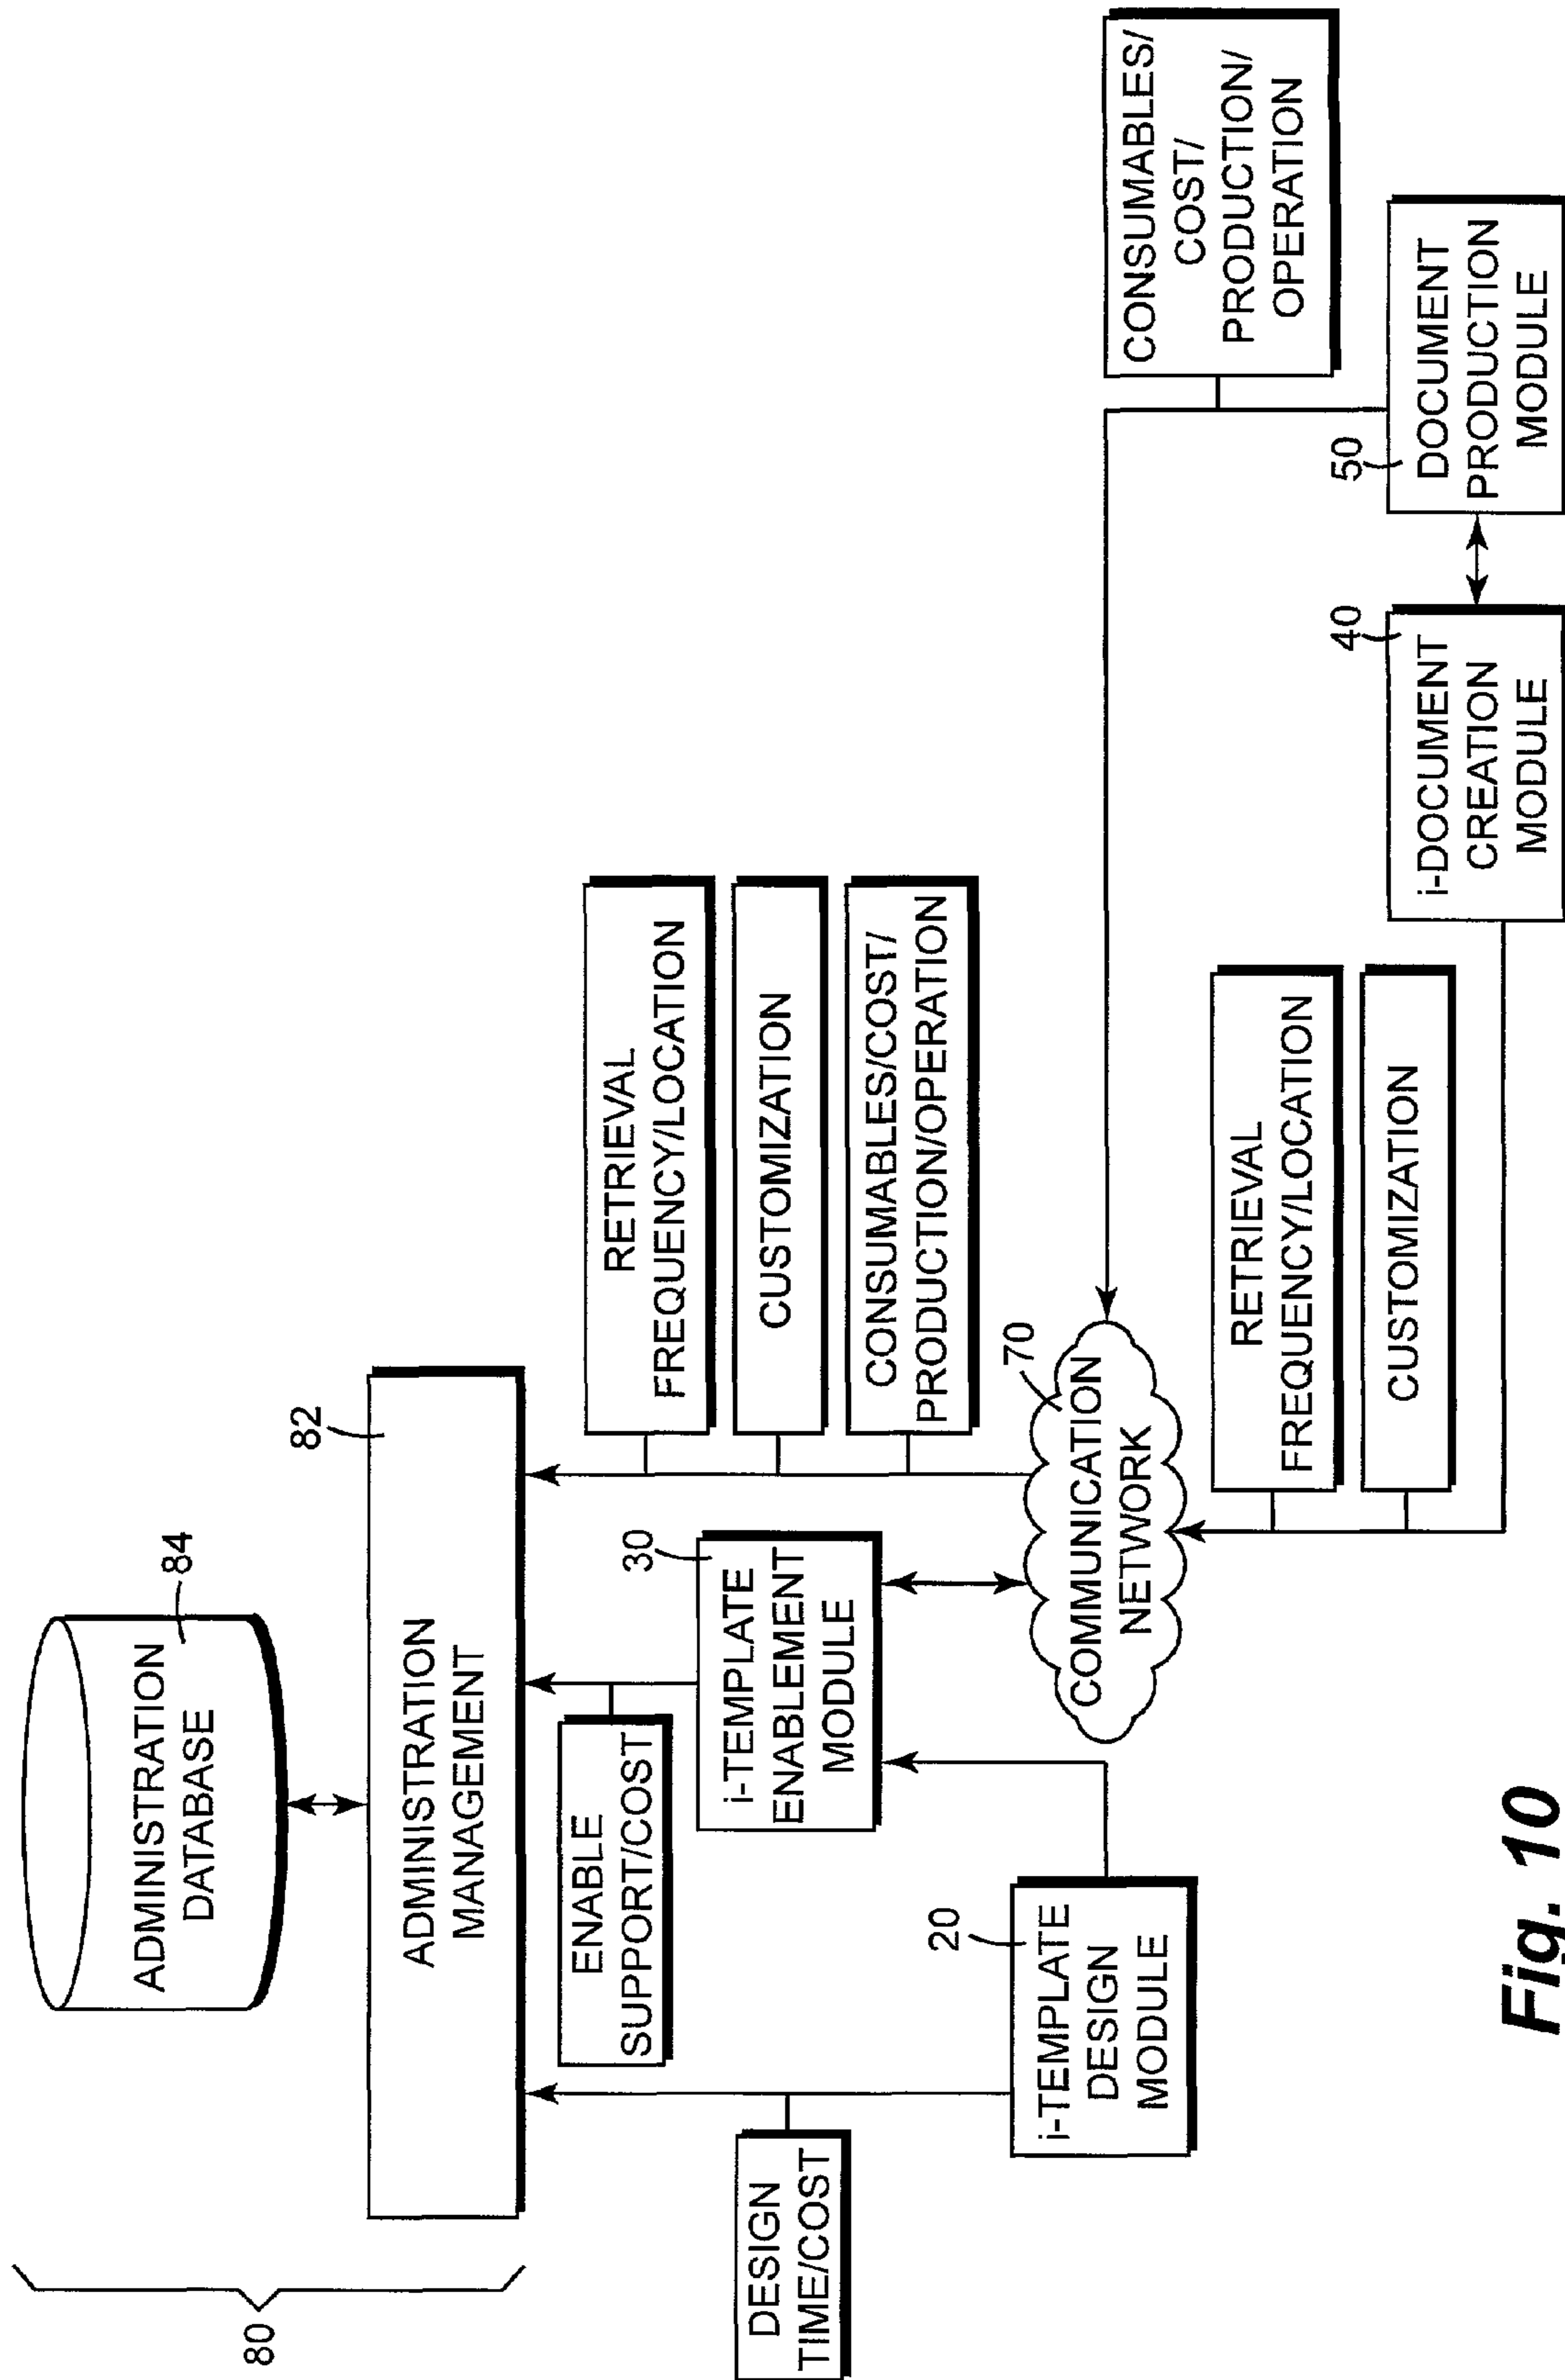 80
ADMINISTRATION
DATABASE
84
ADMINISTRATION
MANAGEMENT
82
DESIGN
TIME/COST
ENABLE
SUPPORT/COST
i-TEMPLATE
ENABLEMENT
MODULE
30
RETRIEVAL
FREQUENCY/LOCATION
CUSTOMIZATION
CONSUMABLES/COST/
PRODUCTION/OPERATION
i-TEMPLATE
DESIGN
MODULE
20
COMMUNICATION
NETWORK
70
CONSUMABLES/
COST/
PRODUCTION/
OPERATION
RETRIEVAL
FREQUENCY/LOCATION
CUSTOMIZATION
i-DOCUMENT
CREATION
MODULE
40
DOCUMENT
PRODUCTION
MODULE
50
Fig. 10